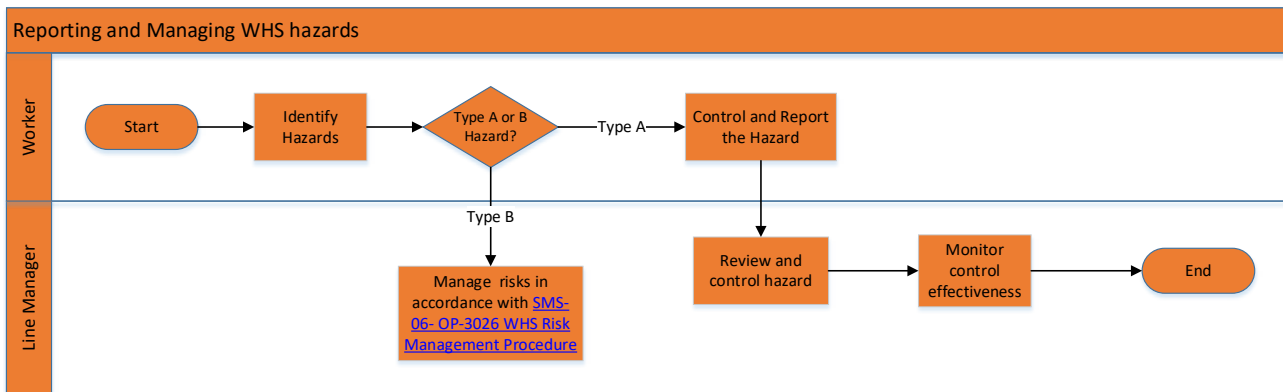 Reporting and Managing WHS hazards
Worker
Start
Identify
Hazards
Type A or B
Hazard?
Type A
Control and Report
the Hazard
Type B
Line Manager
Manage risks in
accordance with SMS-
06- OP-3026 WHS Risk
Management Procedure
Review and
control hazard
Monitor
control
effectiveness
End